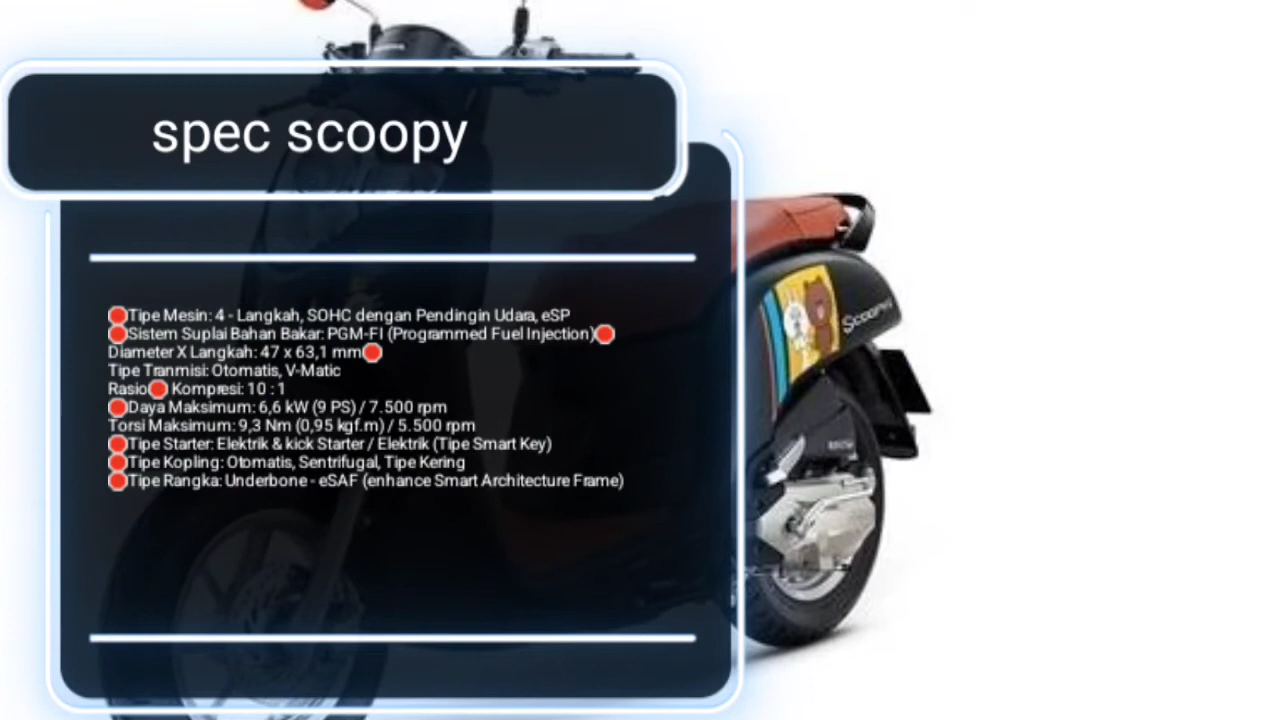 spec scoopy
🛑Tipe Mesin: 4 - Langkah, SOHC dengan Pendingin Udara, eSP
🛑Sistem Suplai Bahan Bakar: PGM-FI (Programmed Fuel Injection)🛑
Diameter X Langkah: 47 x 63,1 mm🛑
Tipe Tranmisi: Otomatis, V-Matic
Rasio🛑 Kompresi: 10 : 1
🛑Daya Maksimum: 6,6 kW (9 PS) / 7.500 rpm
Torsi Maksimum: 9,3 Nm (0,95 kgf.m) / 5.500 rpm
🛑Tipe Starter: Elektrik & kick Starter / Elektrik (Tipe Smart Key)
🛑Tipe Kopling: Otomatis, Sentrifugal, Tipe Kering
🛑Tipe Rangka: Underbone - eSAF (enhance Smart Architecture Frame)
Scoopy